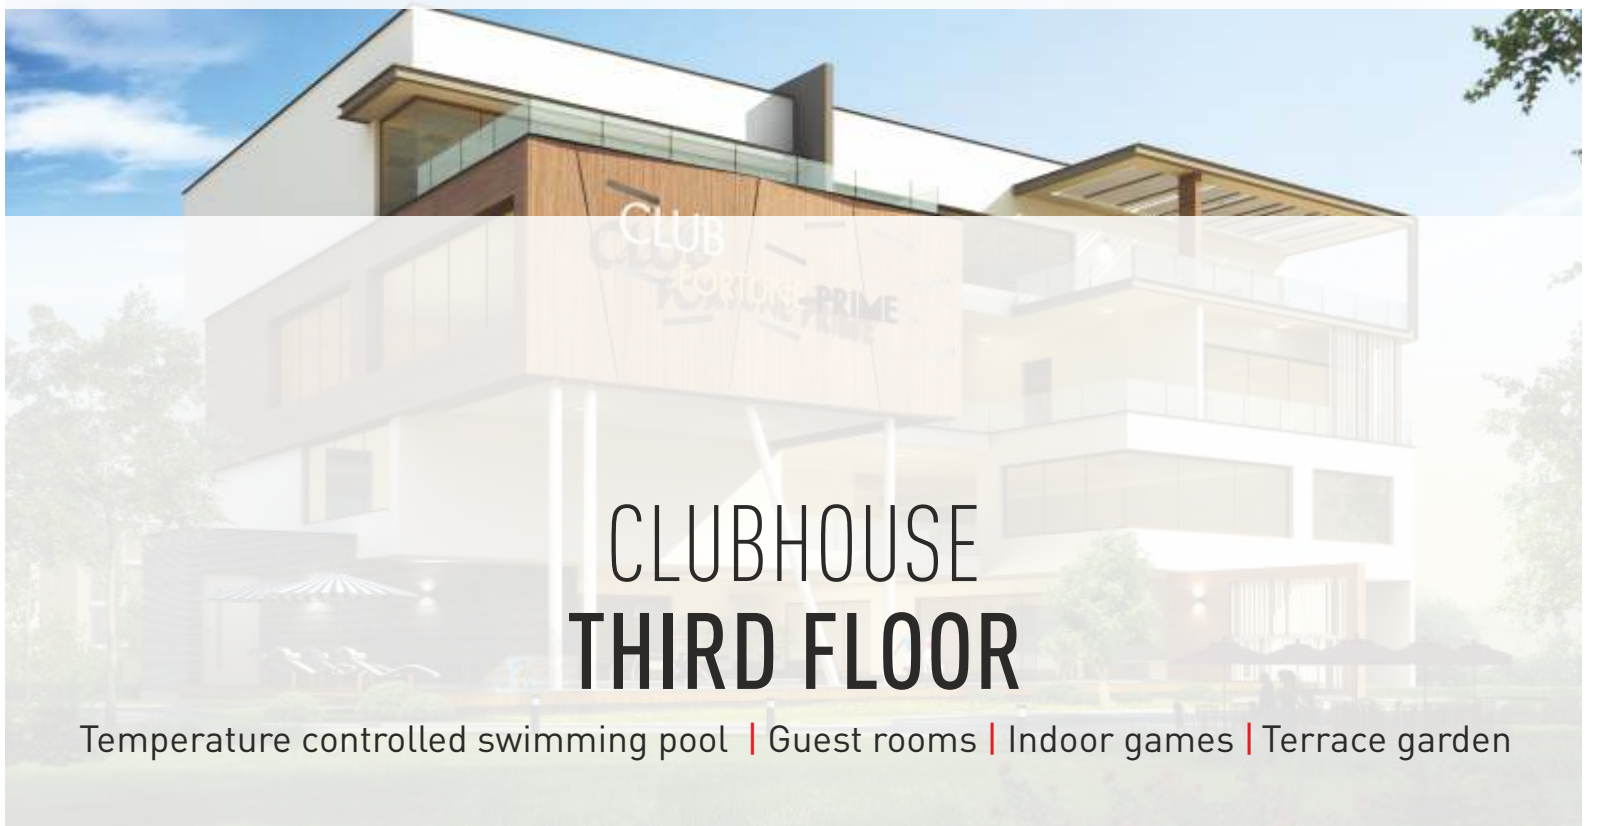 CLUB
FORTUNE PRIME
CLUBHOUSE
THIRD FLOOR
Temperature controlled swimming pool | Guest rooms | Indoor games | Terrace garden